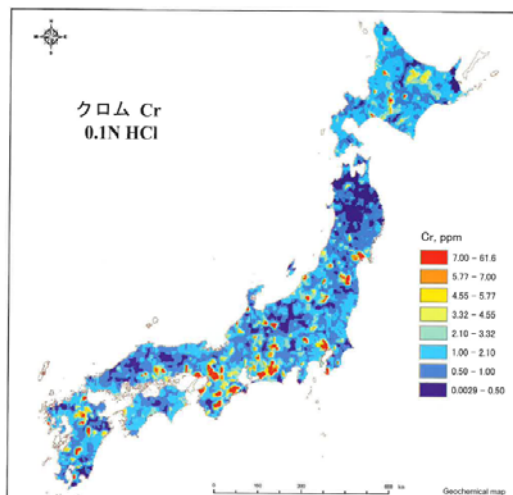 N
クロム Cr
0.1N HCl
Cr, ppm
7.00 - 61.6
5.77 - 7.00
4.55 - 5.77
3.32 - 4.55
2.10 - 3.32
1.00 - 2.10
0.50 - 1.00
0.0029 - 0.50
Geochemical map